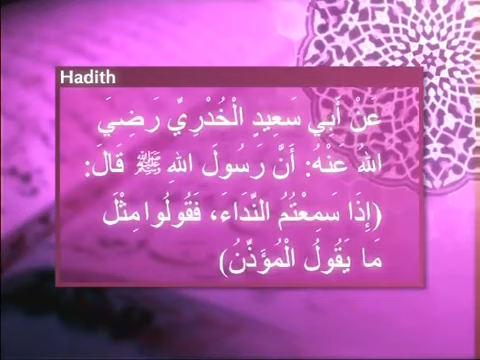 Hadith
عَنْ أَبِي سَعِيدٍ الْخُدْرِيِّ رَضِيَ
اللهُ عَنْهُ: أَنَّ رَسُولَ اللهِ ﷺ قَالَ:
(إِذَا سَمِعْتُمُ النِّدَاءَ، فَقُولُوا مِثْلَ
مَا يَقُولُ الْمُؤَذِّنُ)